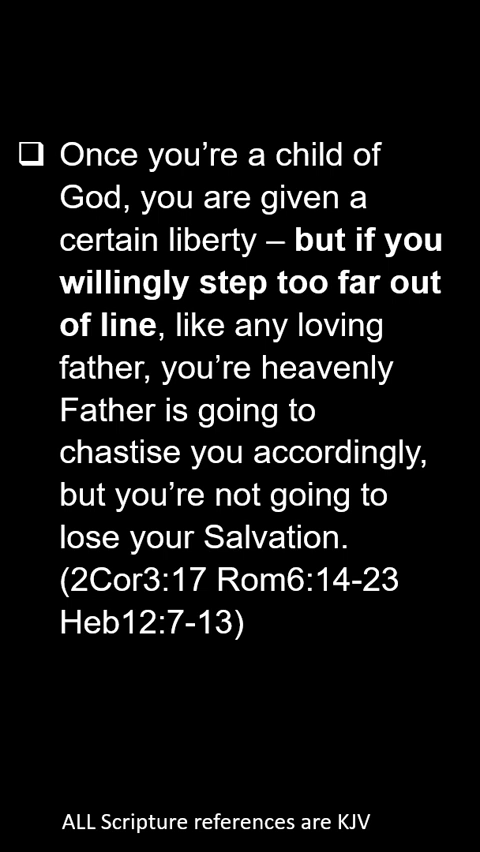 ❑ Once you’re a child of
God, you are given a
certain liberty – but if you
willingly step too far out
of line, like any loving
father, you’re heavenly
Father is going to
chastise you accordingly,
but you’re not going to
lose your Salvation.
(2Cor3:17 Rom6:14-23
Heb12:7-13)
ALL Scripture references are KJV